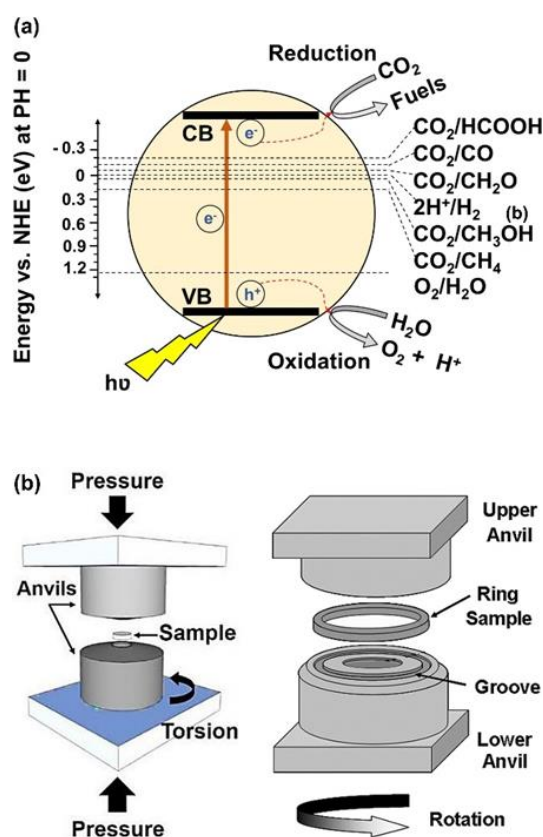 (a)
Reduction
CO2
Fuels
CB
e-
CO2/HCOOH
CO2/CO
CO2/CH2O
2H+/H2
(b)
CO2/CH3OH
CO2/CH4
O2/H2O
Energy vs. NHE (eV) at PH = 0
- 0.3
0
0.3
0.6
0.9
1.2
e-
VB
h+
H2O
O2 + H+
Oxidation
hυ
(b)
Pressure
Anvils
Sample
Torsion
Pressure
Upper
Anvil
Ring
Sample
Groove
Lower
Anvil
Rotation